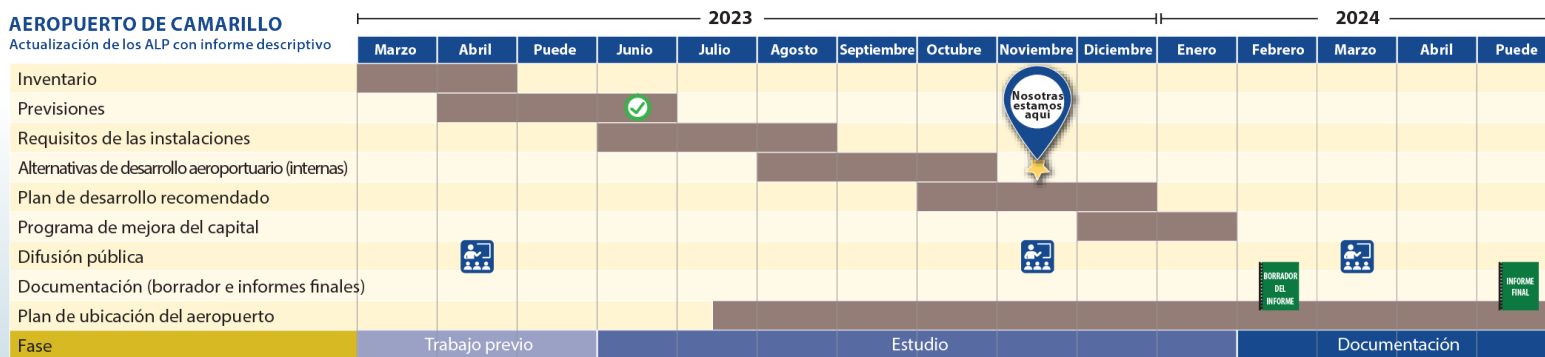 AEROPUERTO DE CAMARILLO
Actualización de los ALP con informe descriptivo
2023
2024
Marzo Abril Puede Junio Julio Agosto Septiembre Octubre Noviembre Diciembre Enero Febrero Marzo Abril Puede
Inventario
Nosotras
estamos
aquí
Previsiones
Requisitos de las instalaciones
Alternativas de desarrollo aeroportuario (internas)
Plan de desarrollo recomendado
Programa de mejora del capital
Difusión pública
Documentación (borrador e informes finales)
BORRADOR
DEL
INFORME
INFORME
FINAL
Plan de ubicación del aeropuerto
Fase Trabajo previo Estudio Documentación